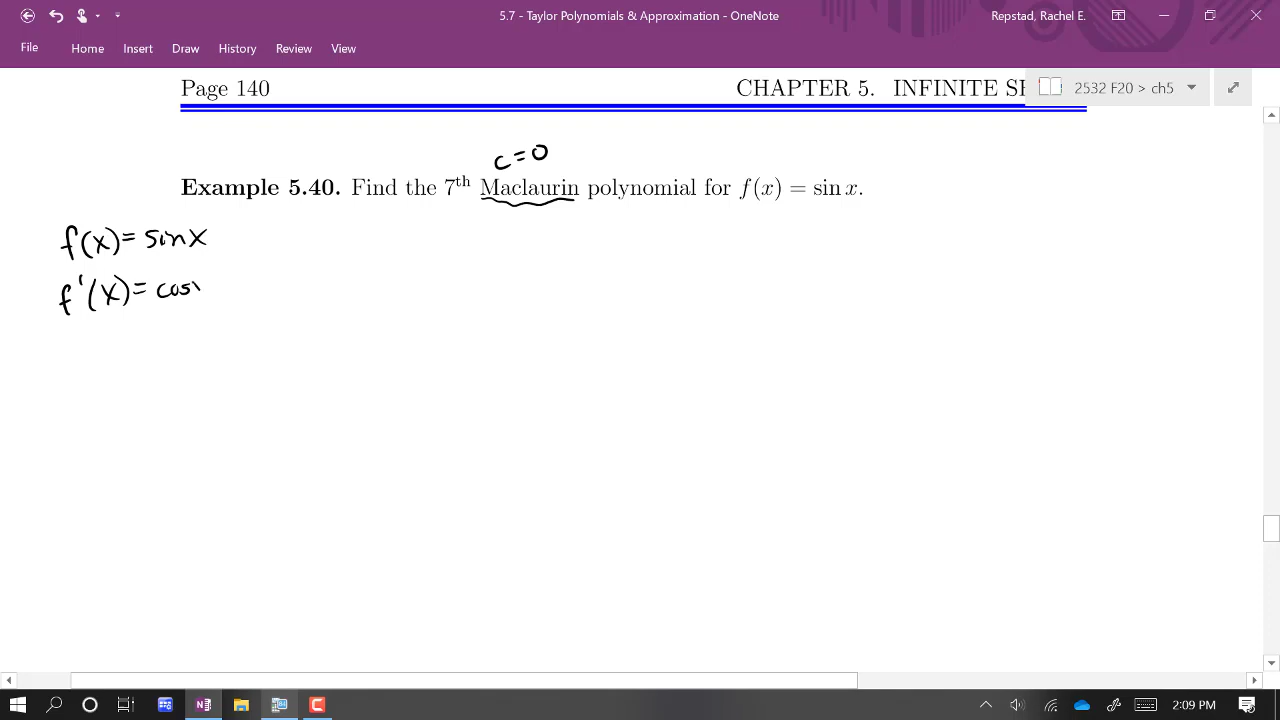 5.7 - Taylor Polynomials & Approximation - OneNote
Repstad, Rachel E.
File Home Insert Draw History Review View
Page 140 CHAPTER 5. INFINITE SE
2532 F20 > ch5
c=0
Example 5.40. Find the 7th Maclaurin polynomial for f(x) = sin x.
f(x)= sinx
f'(x)= cos
2:09 PM